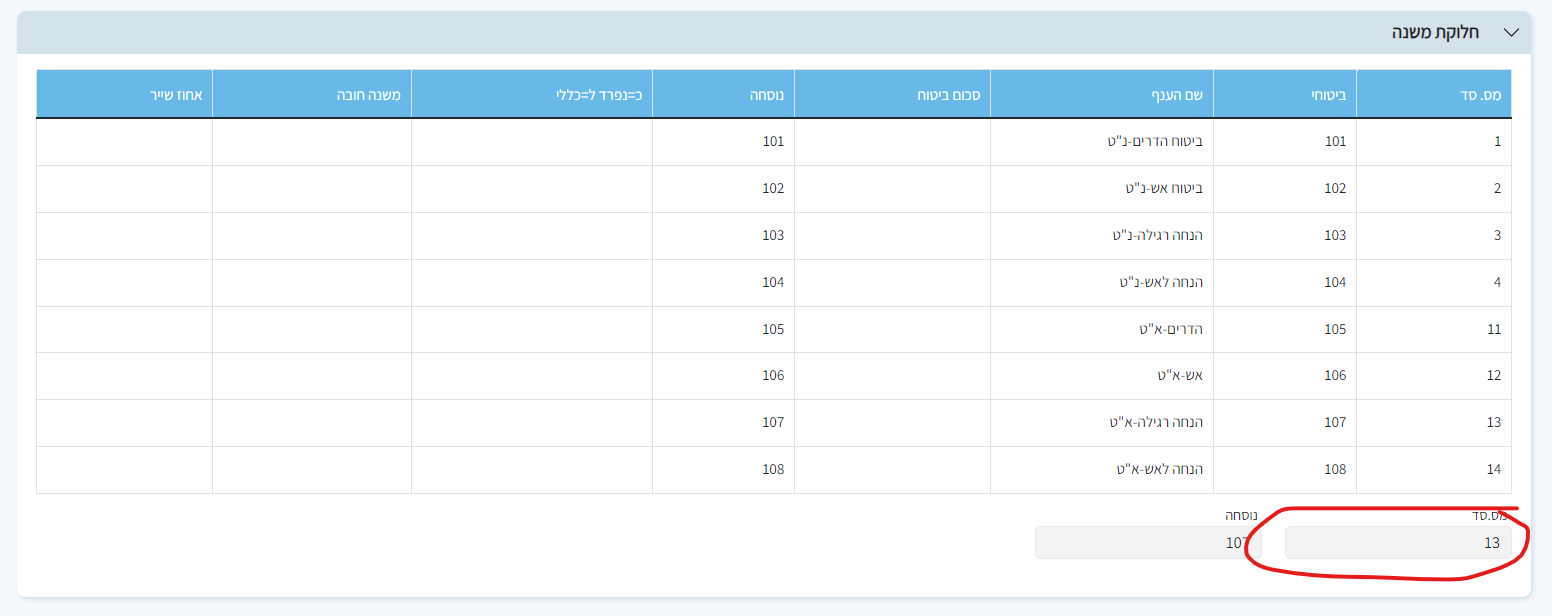 חלוקת משנה
מס. סד ביטוחי שם הענף סכום ביטוח נוסחה כ=נפרד ל=כללי משנה חובה אחוז שייר
1 101 ביטוח הדרים-נ"ט 101
2 102 ביטוח אש-נ"ט 102
3 103 הנחה רגילה-נ"ט 103
4 104 הנחה לאש-נ"ט 104
11 105 הדרים-א"ט 105
12 106 אש-א"ט 106
13 107 הנחה רגילה-א"ט 107
14 108 הנחה לאש-א"ט 108
מס.סד נוסחה
13 107